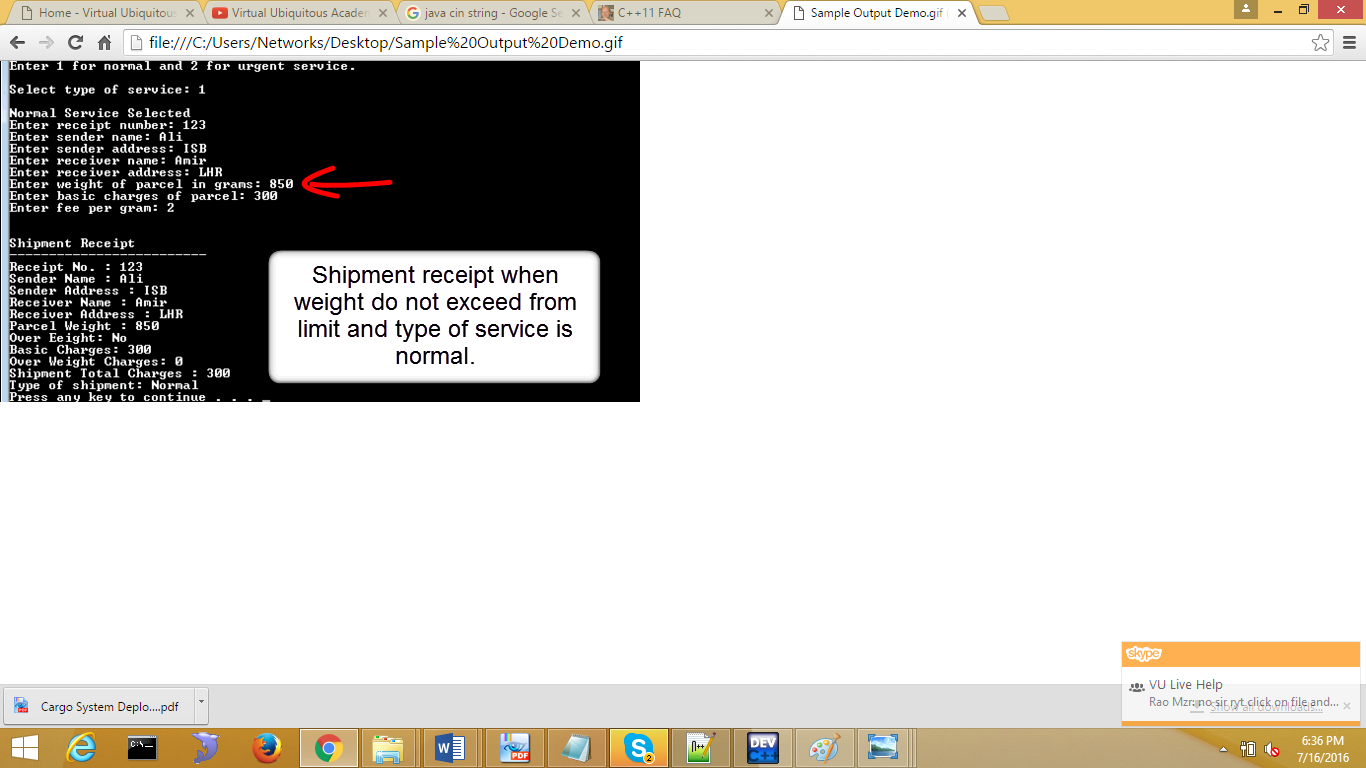 Home - Virtual Ubiquitous
Virtual Ubiquitous Academ
java cin string - Google Se
C++11 FAQ
Sample Output Demo.gif
file:///C:/Users/Networks/Desktop/Sample%20Output%20Demo.gif
Enter 1 for normal and 2 for urgent service.
Select type of service: 1
Normal Service Selected
Enter receipt number: 123
Enter sender name: Ali
Enter sender address: ISB
Enter receiver name: Amir
Enter receiver address: LHR
Enter weight of parcel in grams: 850
Enter basic charges of parcel: 300
Enter fee per gram: 2
Shipment Receipt
-------------------------
Receipt No. : 123
Sender Name : Ali
Sender Address : ISB
Receiver Name : Amir
Receiver Address : LHR
Parcel Weight : 850
Over Eeight: No
Basic Charges: 300
Over Weight Charges: 0
Shipment Total Charges : 300
Type of shipment: Normal
Press any key to continue . . . _
Shipment receipt when
weight do not exceed from
limit and type of service is
normal.
skype
VU Live Help
Rao Mzr: no sir ryt click on file and...
Show all downloads...
Cargo System Deplo....pdf
C:\_
W
PDF
S
2
n++
DEV
C++
6:36 PM
7/16/2016